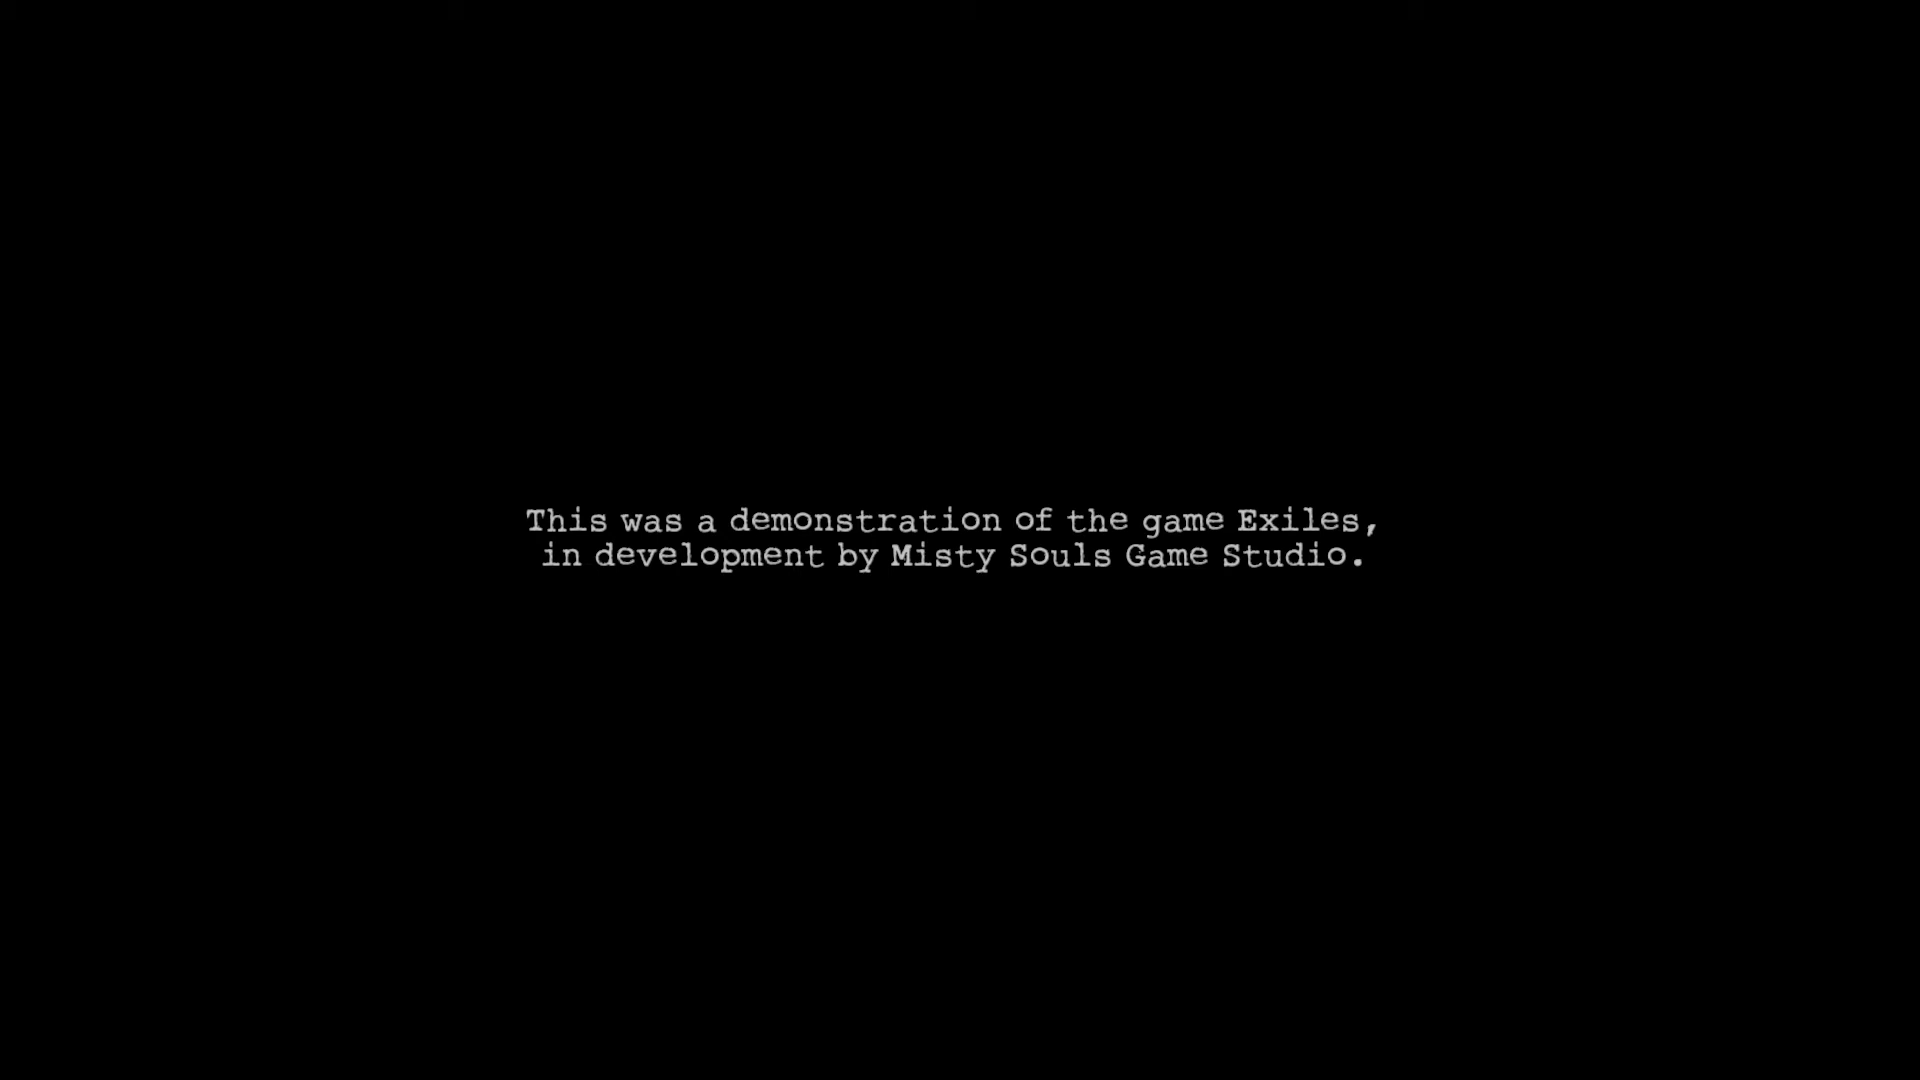 This was a demonstration of the game Exiles,
in development by Misty Souls Game Studio.